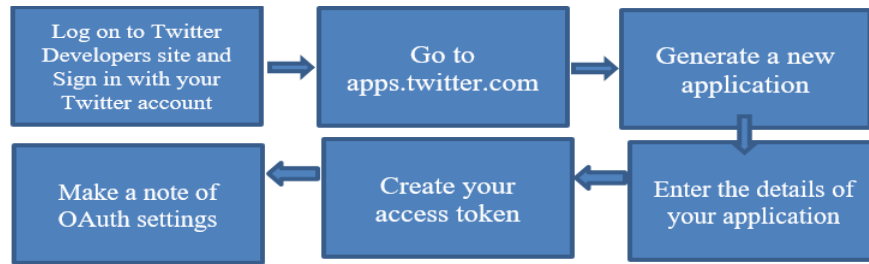 Log on to Twitter
Developers site and
Sign in with your
Twitter account
Go to
apps.twitter.com
Generate a new
application
Enter the details of
your application
Create your
access token
Make a note of
OAuth settings